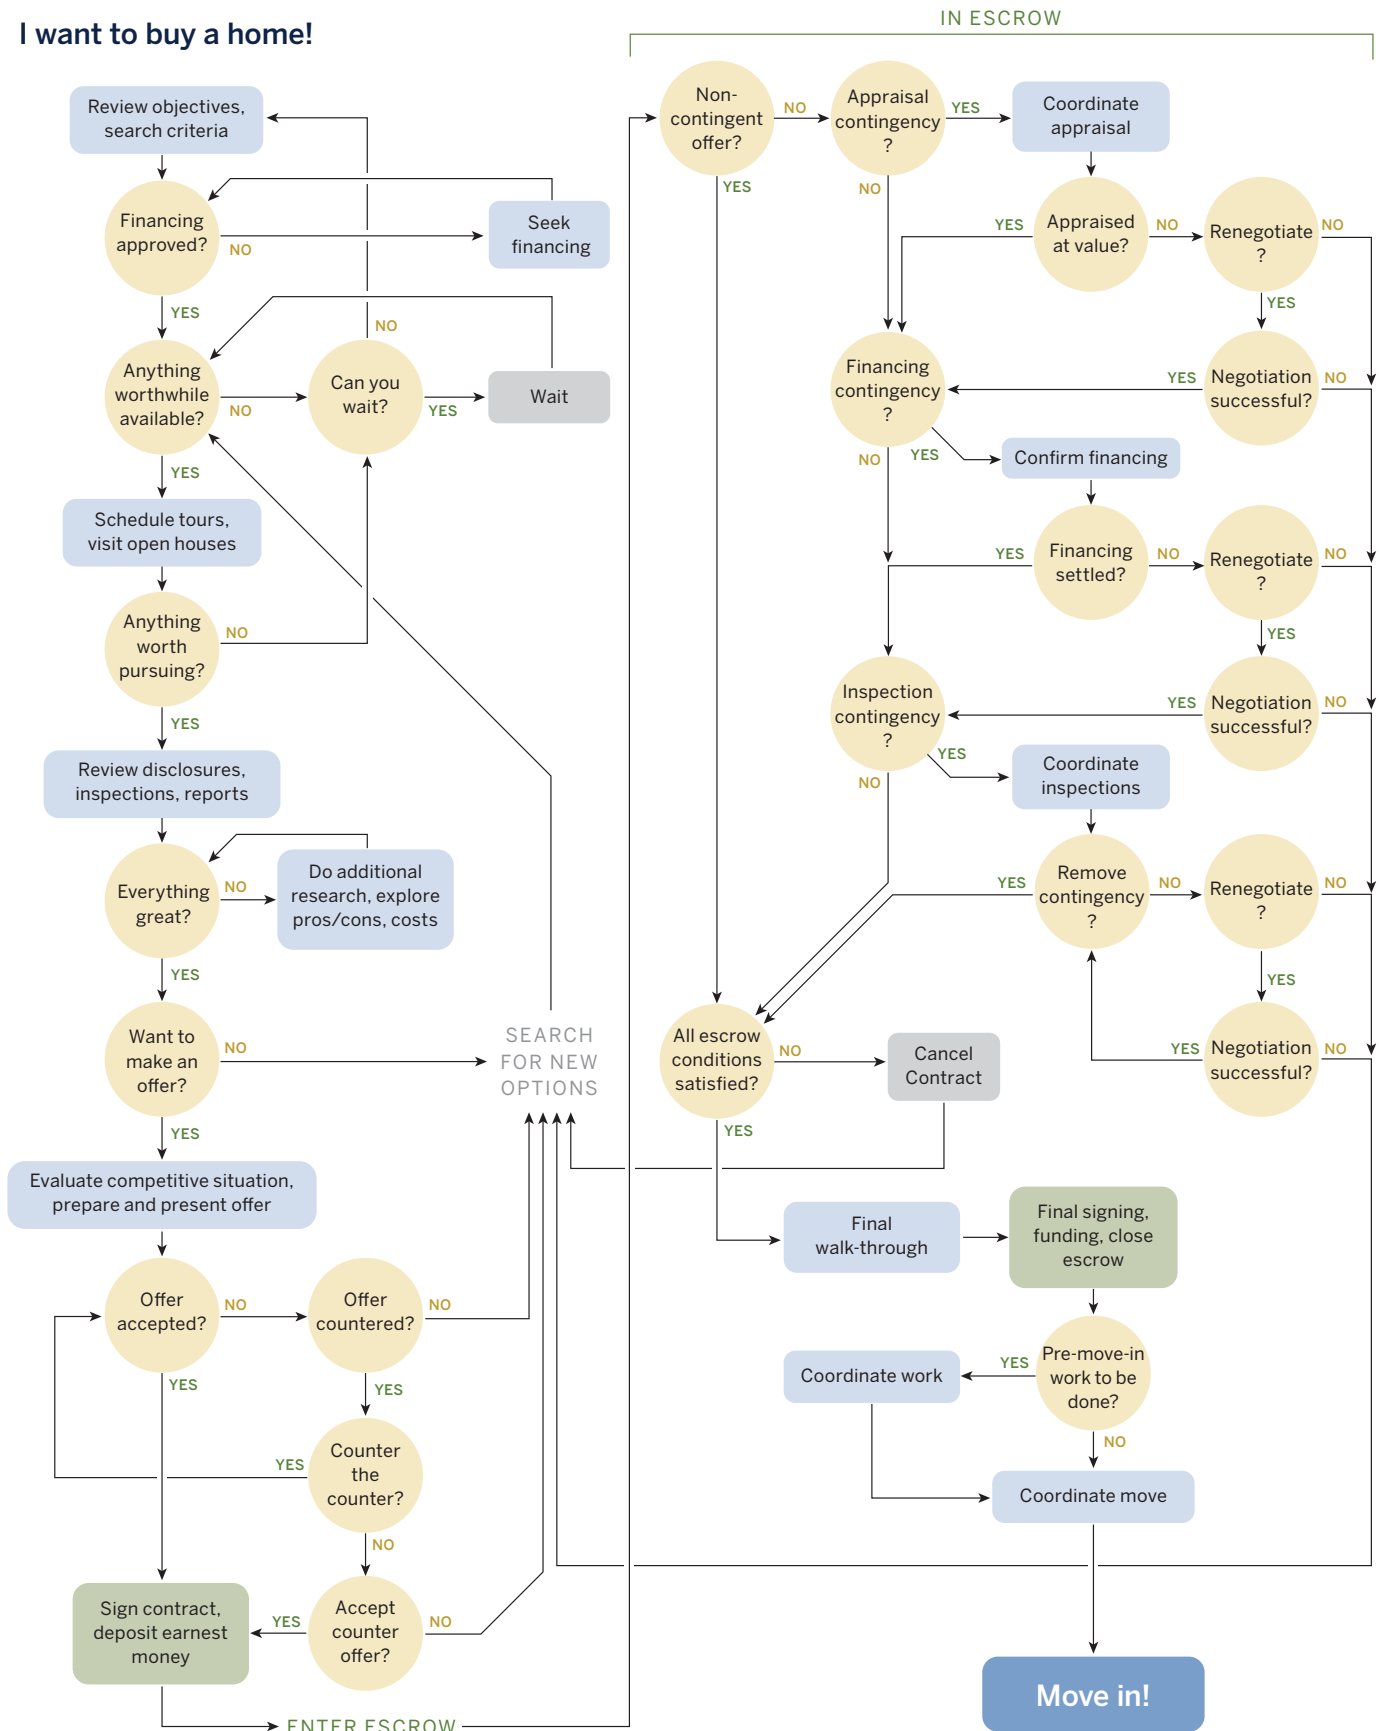 I want to buy a home!
Review objectives,
search criteria
Financing
approved?
NO
Seek
financing
YES
Anything
worthwhile
available?
NO
Can you
wait?
NO
YES
Wait
YES
Schedule tours,
visit open houses
Anything
worth
pursuing?
NO
YES
Review disclosures,
inspections, reports
Everything
great?
NO
Do additional
research, explore
pros/cons, costs
YES
Want to
make an
offer?
NO
SEARCH
FOR NEW
OPTIONS
YES
Evaluate competitive situation,
prepare and present offer
Offer
accepted?
NO
Offer
countered?
NO
YES
YES
Counter
the
counter?
YES
NO
Accept
counter
offer?
YES
NO
Sign contract,
deposit earnest
money
ENTER ESCROW
IN ESCROW
Non-
contingent
offer?
NO
YES
Appraisal
contingency
?
YES
NO
Coordinate
appraisal
Appraised
at value?
YES
NO
Renegotiate
?
NO
YES
Negotiation
successful?
YES
NO
Financing
contingency
?
NO
YES
Confirm financing
Financing
settled?
YES
NO
Renegotiate
?
NO
YES
Negotiation
successful?
YES
NO
Inspection
contingency
?
YES
NO
Coordinate
inspections
Remove
contingency
?
YES
NO
Renegotiate
?
NO
YES
Negotiation
successful?
YES
NO
All escrow
conditions
satisfied?
NO
Cancel
Contract
YES
Final
walk-through
Final signing,
funding, close
escrow
Pre-move-in
work to be
done?
YES
Coordinate work
NO
Coordinate move
Move in!